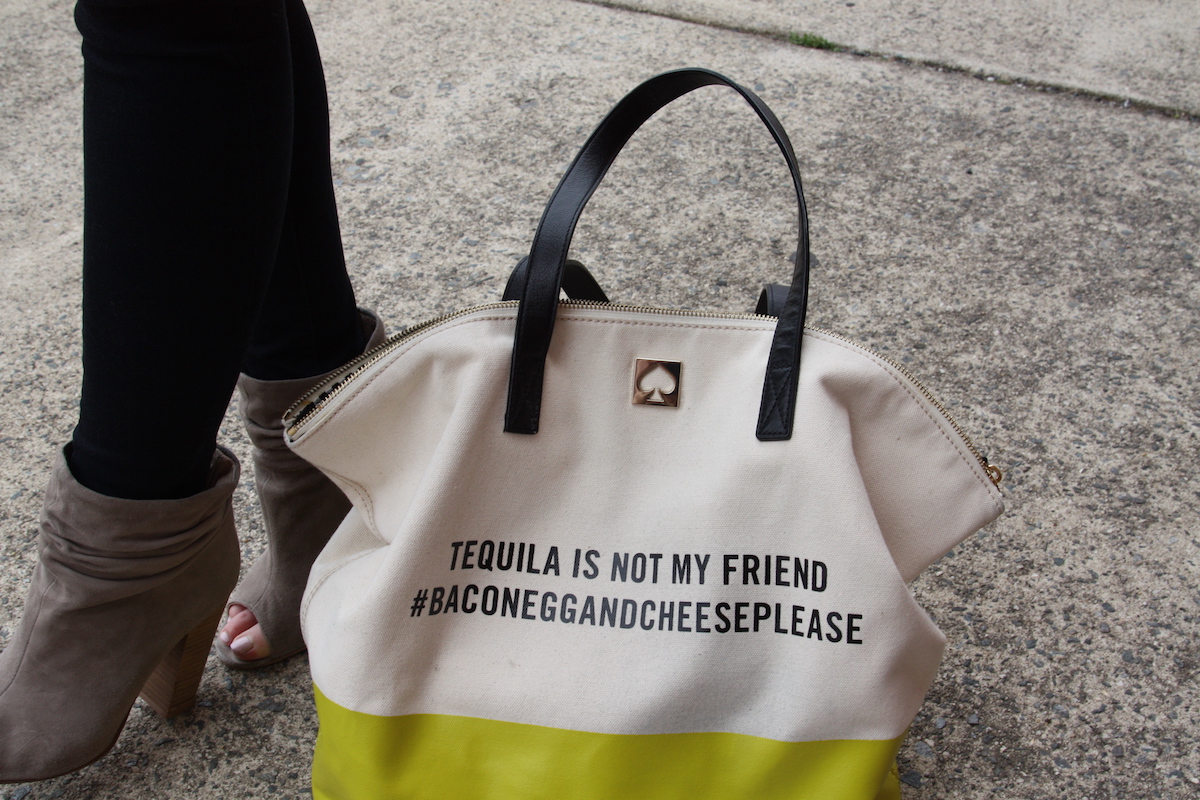 TEQUILA IS NOT MY FRIEND
#BACONEGGANDCHEESEPLEASE